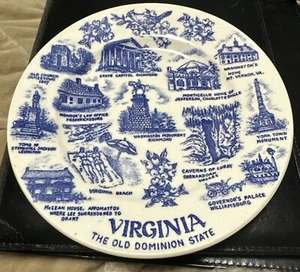 OLD CHURCH
JAMESTOWN
1607
STATE CAPITOL RICHMOND
WASHINGTON'S
HOME
MT. VERNON, VA.
MONTICELLO HOME OF
JEFFERSON, CHARLOTTESVILLE
MONROE'S LAW OFFICE
FREDRICKSBURG
WASHINGTON MONUMENT
RICHMOND
YORK TOWN
MONUMENT
TOMB OF
STONEWALL JACKSON
LEXINGTON
VIRGINIA BEACH
CAVERNS OF LURAY
SHENANDOAH
VALLEY
McLEAN HOUSE, APPOMATTOX
WHERE LEE SURRENDERED TO
GRANT
GOVERNOR'S PALACE
WILLIAMSBURG
VIRGINIA
THE OLD DOMINION STATE